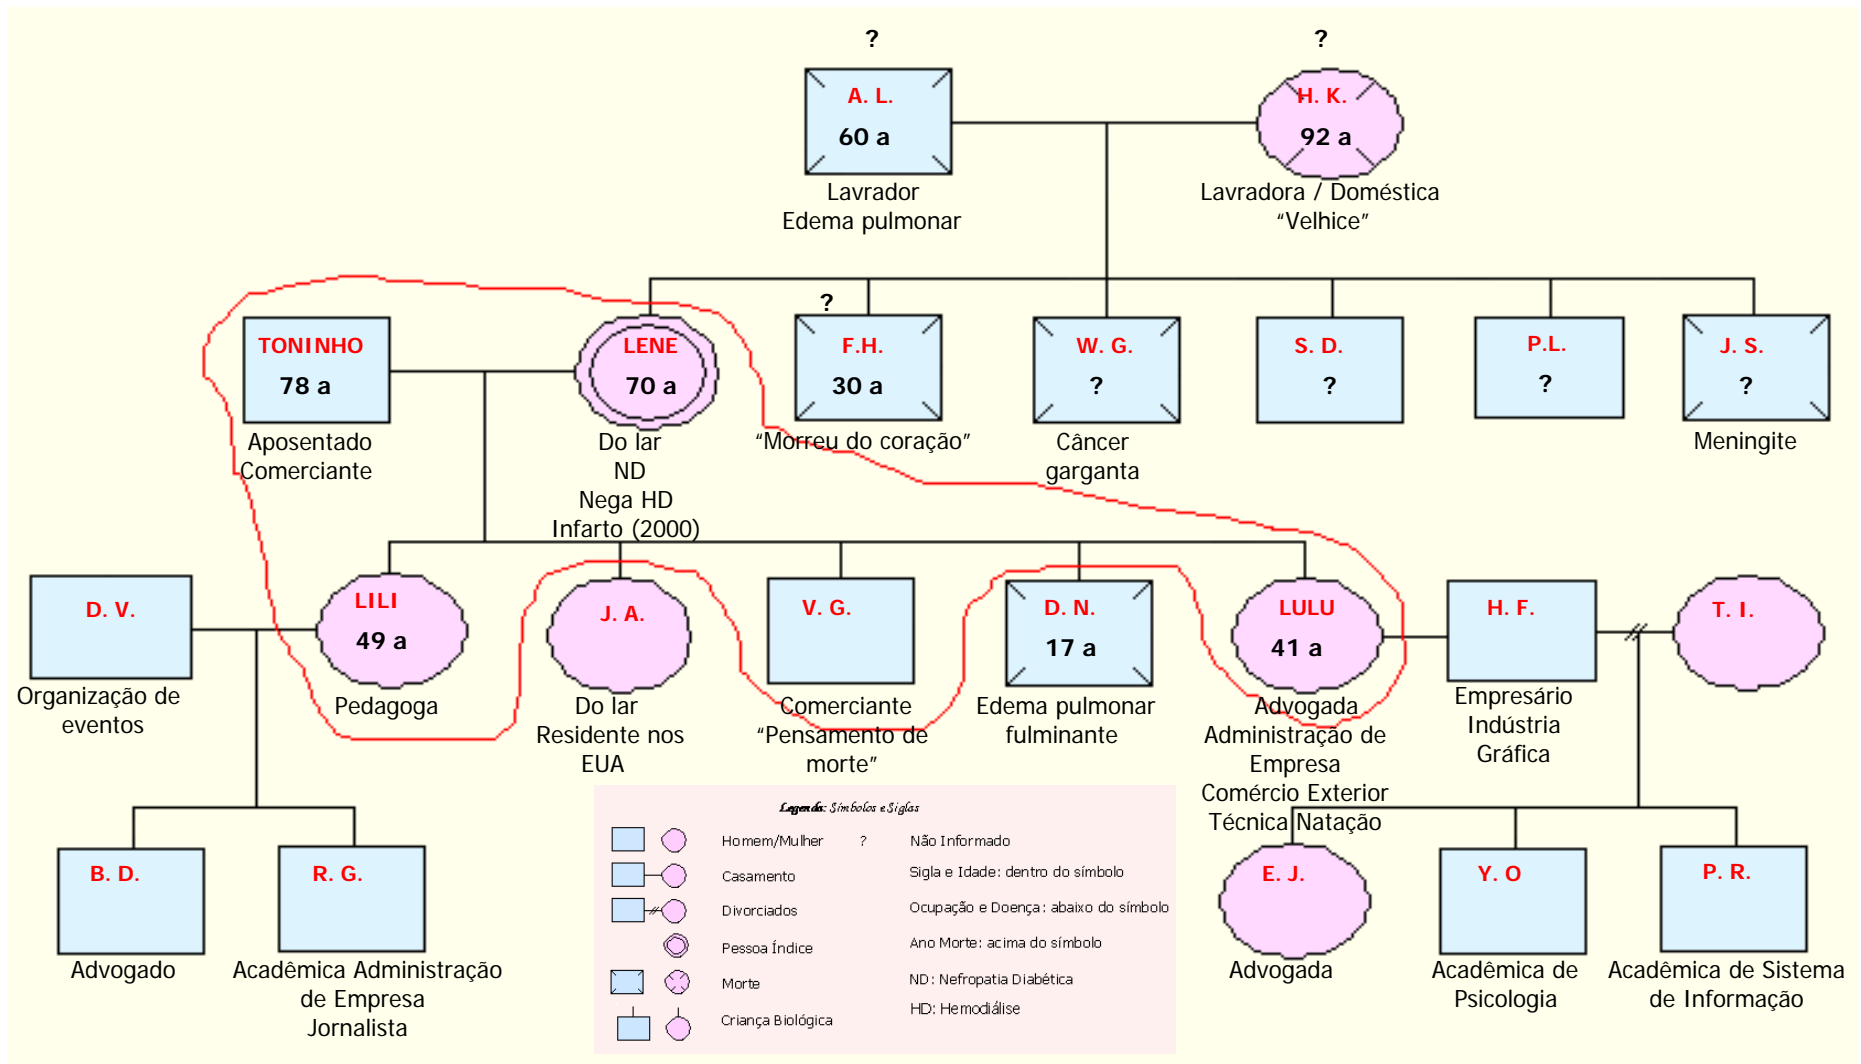 ?
?
A. L.
60 a
H. K.
92 a
Lavrador
Edema pulmonar
Lavradora / Doméstica
“Velhice”
TONINHO
78 a
Aposentado
Comerciante
LENE
70 a
Do lar
ND
Nega HD
Infarto (2000)
?
F.H.
30 a
“Morreu do coração”
W. G.
?
Câncer
garganta
S. D.
?
P.L.
?
J. S.
?
Meningite
D. V.
Organização de
eventos
LILI
49 a
Pedagoga
J. A.
Do lar
Residente nos
EUA
V. G.
Comerciante
“Pensamento de
morte”
D. N.
17 a
Edema pulmonar
fulminante
LULU
41 a
Advogada
Administração de
Empresa
Comércio Exterior
Técnica Natação
H. F.
Empresário
Indústria
Gráfica
T. I.
B. D.
Advogado
R. G.
Acadêmica Administração
de Empresa
Jornalista
E. J.
Advogada
Y. O
Acadêmica de
Psicologia
P. R.
Acadêmica de Sistema
de Informação
Legenda: Símbolos e Siglas
Homem/Mulher
? Não Informado
Casamento
Sigla e Idade: dentro do símbolo
Divorciados
Ocupação e Doença: abaixo do símbolo
Pessoa Índice
Ano Morte: acima do símbolo
Morte
ND: Nefropatia Diabética
Criança Biológica
HD: Hemodiálise